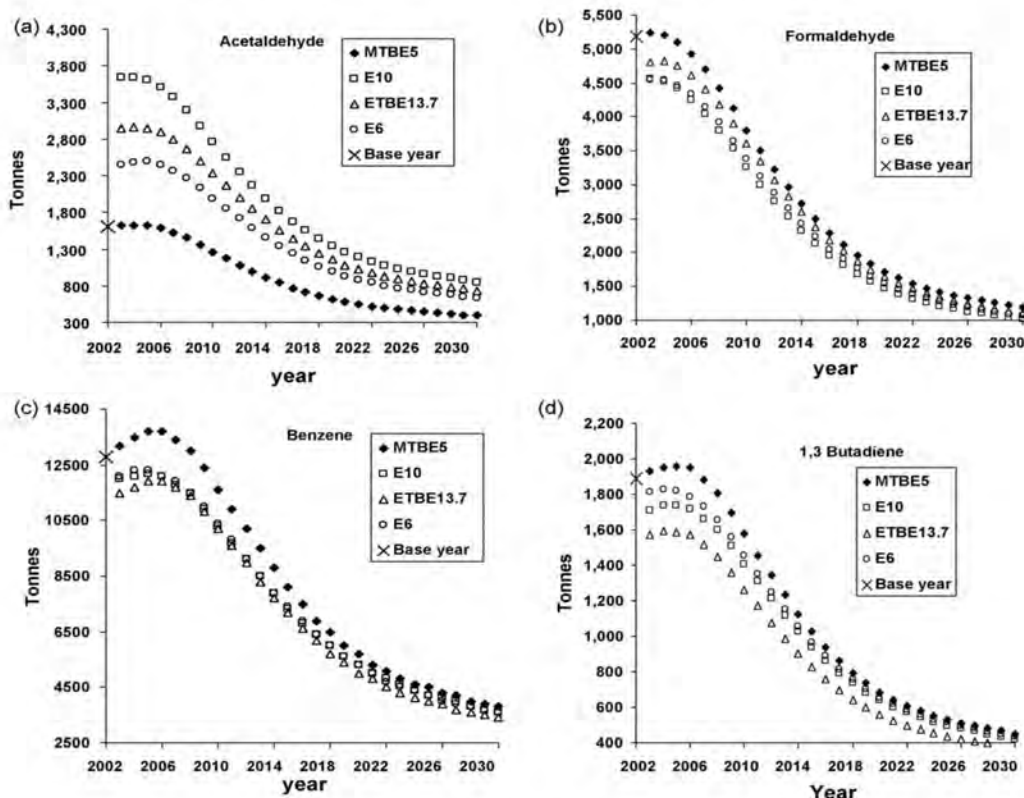 (a)
Acetaldehyde
4,300
3,800
3,300
2,800
2,300
1,800
1,300
800
300
Tonnes
MTBE5
E10
ETBE13.7
E6
Base year
2002 2006 2010 2014 2018 2022 2026 2030
year
(b)
Formaldehyde
5,500
5,000
4,500
4,000
3,500
3,000
2,500
2,000
1,500
1,000
Tonnes
MTBE5
E10
ETBE13.7
E6
Base year
2002 2006 2010 2014 2018 2022 2026 2030
year
(c)
Benzene
14500
12500
10500
8500
6500
4500
2500
Tonnes
MTBE5
E10
ETBE13.7
E6
Base year
2002 2006 2010 2014 2018 2022 2026 2030
year
(d)
1,3 Butadiene
2,200
2,000
1,800
1,600
1,400
1,200
1,000
800
600
400
Tonnes
MTBE5
E10
ETBE13.7
E6
Base year
2002 2006 2010 2014 2018 2022 2026 2030
Year